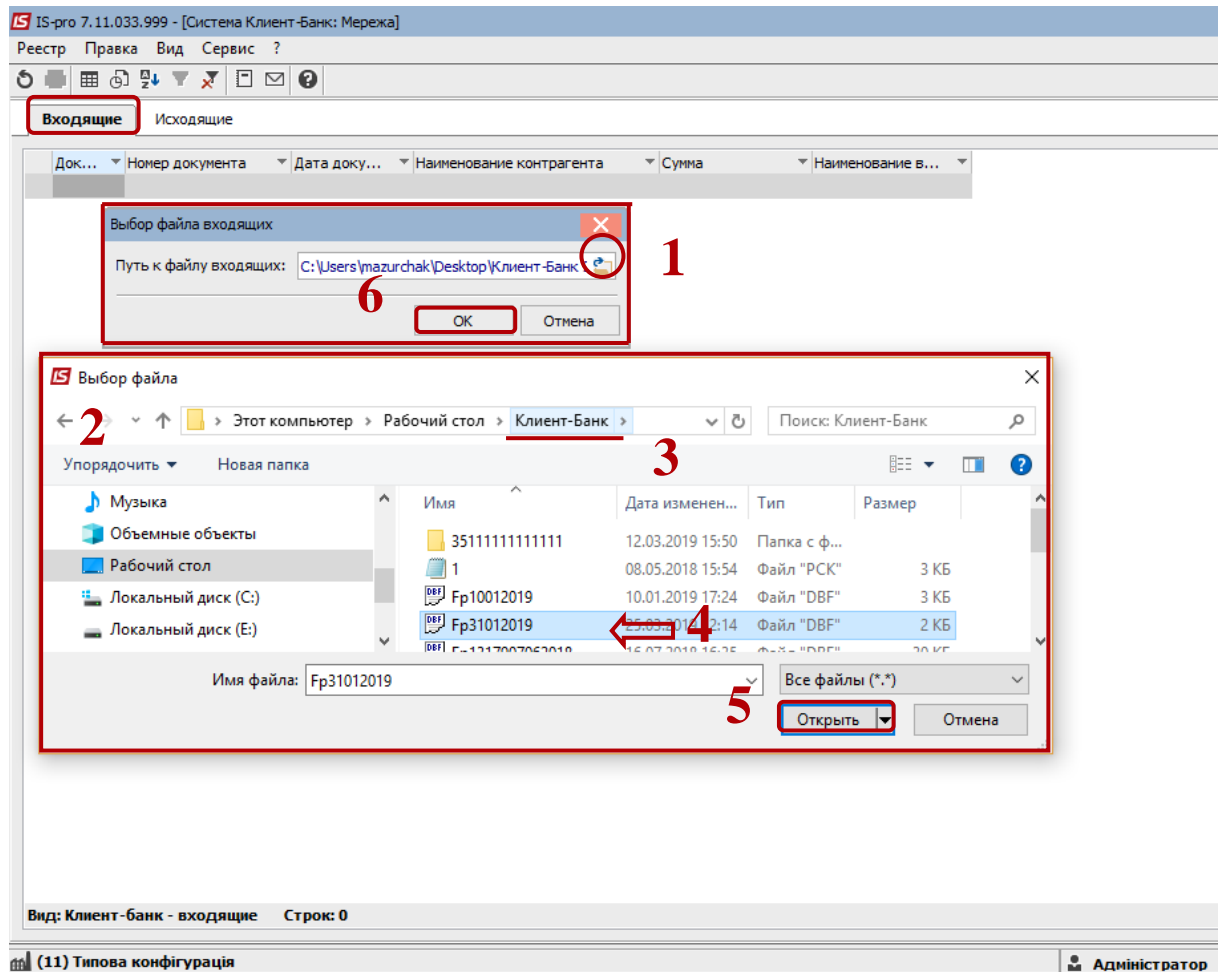 IS-pro 7.11.033.999 - [Система Клиент-Банк: Мережа]
Реестр Правка Вид Сервис ?
Входящие Исходящие
Док... Номер документа Дата доку... Наименование контрагента Сумма Наименование в...
Выбор файла входящих
1
Путь к файлу входящих: C:\Users\mazurchak\Desktop\Клиент-Банк
6
OK Отмена
Выбор файла
2
Этот компьютер > Рабочий стол > Клиент-Банк > Поиск: Клиент-Банк
3
Упорядочить Новая папка
Музыка
Объемные объекты
Рабочий стол
Локальный диск (C:)
Локальный диск (E:)
Имя Дата изменен... Тип Размер
35111111111111 12.03.2019 15:50 Папка с ф...
1 08.05.2018 15:54 Файл "PCK" 3 КБ
Fp10012019 10.01.2019 17:24 Файл "DBF" 3 КБ
Fp31012019 25.03.2019 2:14 Файл "DBF" 2 КБ
4
Имя файла: Fp31012019 Все файлы (*.*)
5
Открыть Отмена
Вид: Клиент-банк - входящие Строк: 0
(11) Типова конфігурація Адміністратор